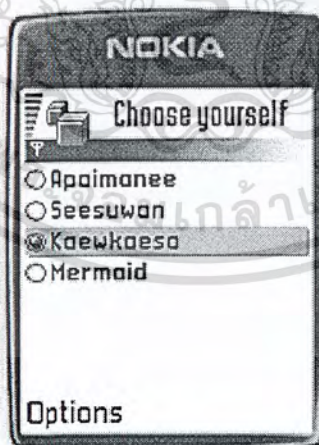 NOKIA
Choose yourself
Apaimanee
Seesuwan
Kaewkaesa
Mermaid
Options